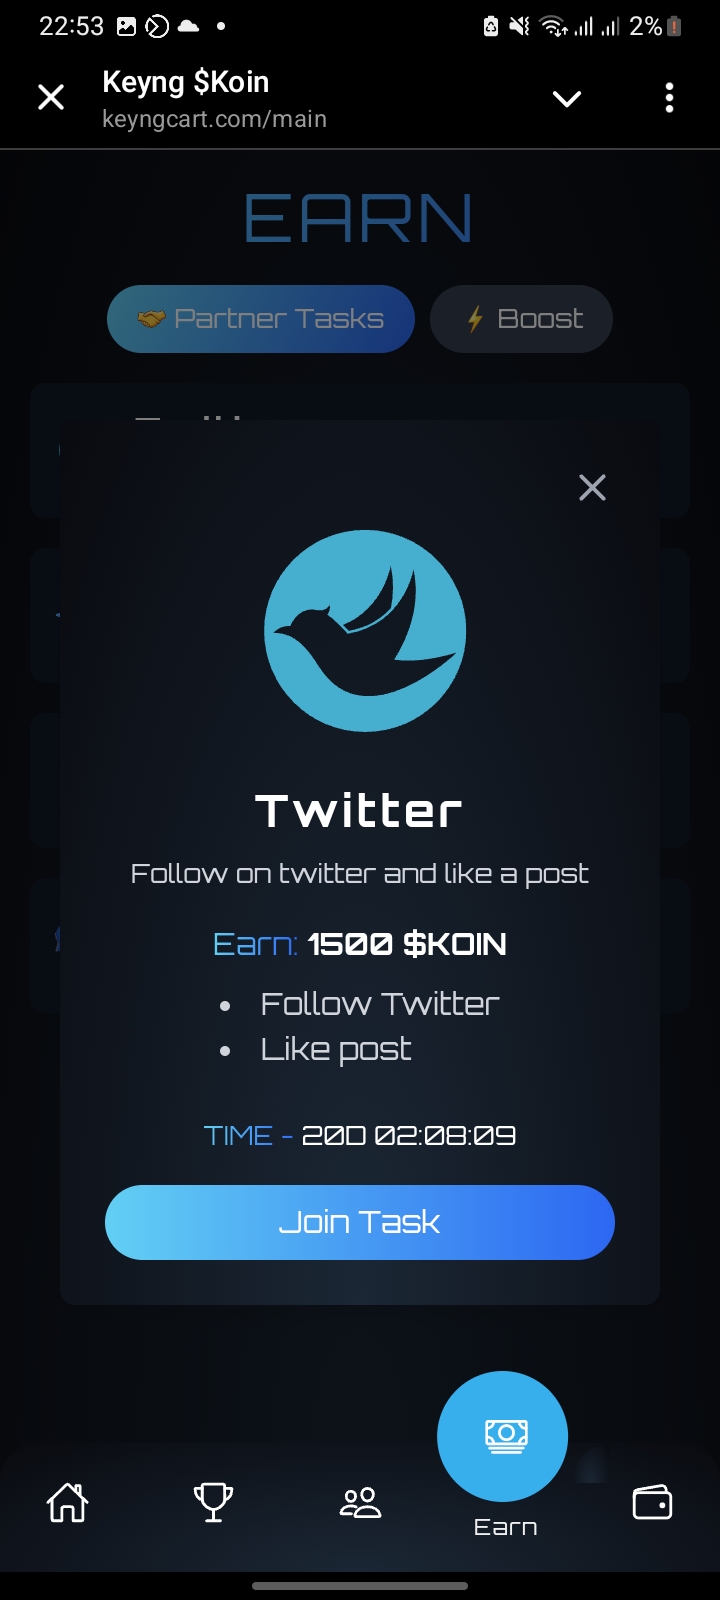 22:53
2%
Keyng $Koin
keyngcart.com/main
EARN
🤝 Partner Tasks
⚡ Boost
Twitter
Follow on twitter and like a post
Earn: 1500 $KOIN
• Follow Twitter
• Like post
TIME - 20D 02:08:09
Join Task
Earn